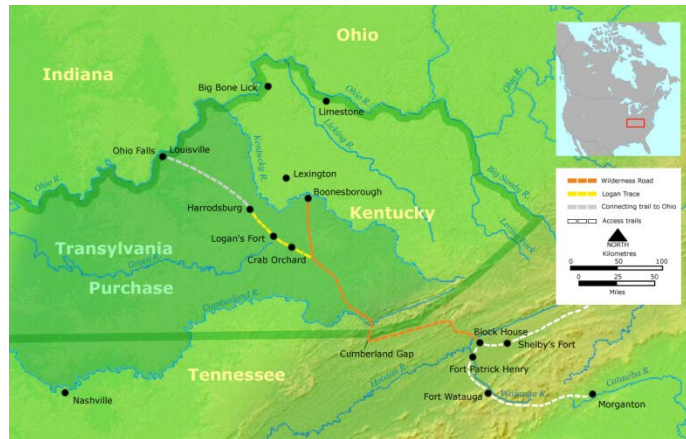 Ohio
Indiana
Big Bone Lick
Ohio R.
Limestone
Ohio R.
Licking R.
Kentucky R.
Ohio Falls
Louisville
Lexington
Boonesborough
Big Sandy R.
Ohio R.
Harrodsburg
Kentucky
Logan's Fort
Crab Orchard
Transylvania
Green R.
Purchase
Cumberland R.
Cumberland Gap
Block House
Shelby's Fort
Fort Patrick Henry
Holston R.
Tennessee
Nashville
Fort Watauga
Watauga R.
Catauba R.
Morganton
Wilderness Road
Logan Trace
Connecting trail to Ohio
Access trails
NORTH
Kilometres
0 50 100
0 25 50
Miles